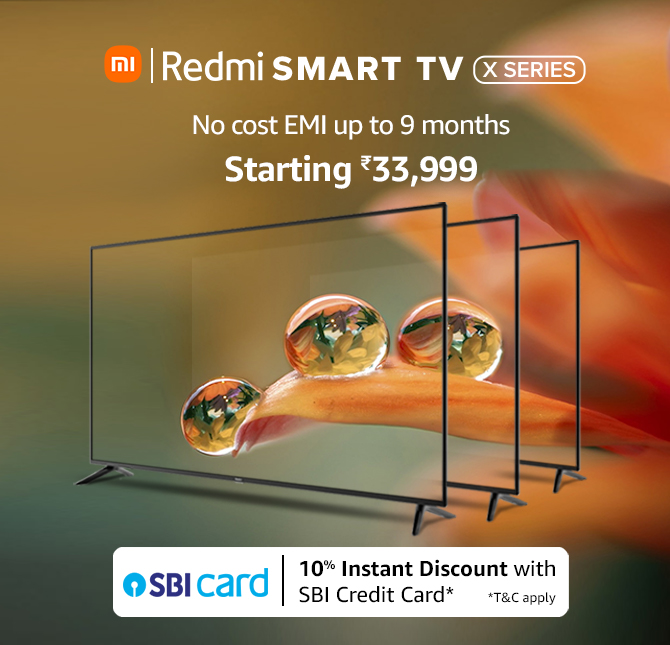 mi | Redmi SMART TV X SERIES
No cost EMI up to 9 months
Starting ₹33,999
SBI card
10% Instant Discount with
SBI Credit Card* *T&C apply